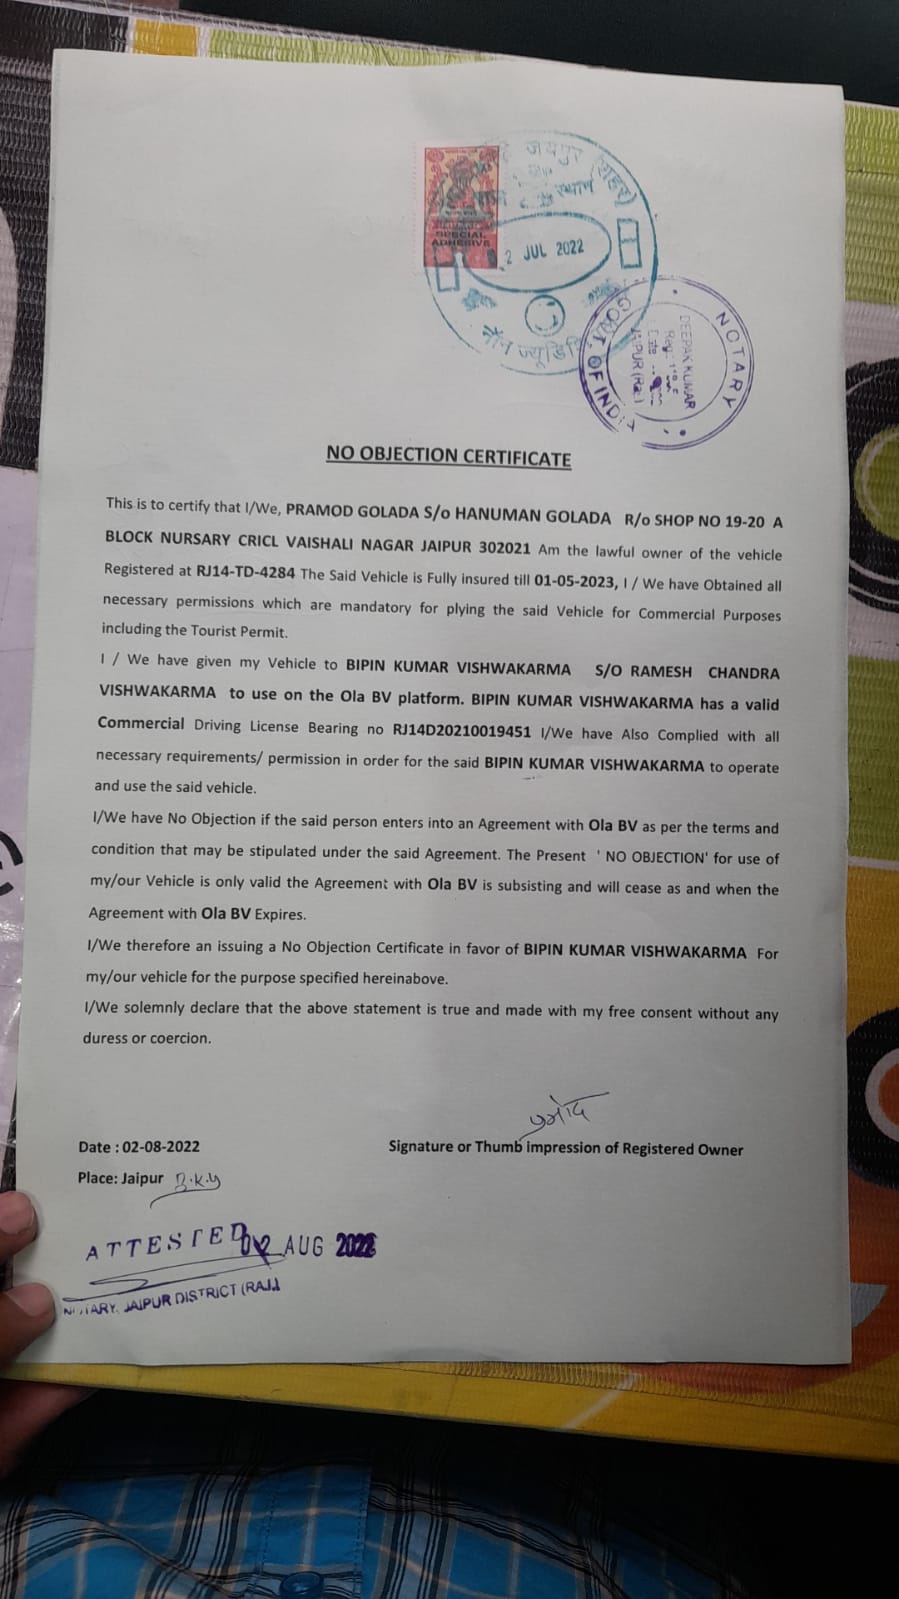 जयपुर (शहर)
SPECIAL
ADHESIVE
2 JUL 2022
NOTARY
DEEPAK KUMAR
JAIPUR (Raj.)
GOVT. OF INDIA
NO OBJECTION CERTIFICATE
This is to certify that I/We, PRAMOD GOLADA S/o HANUMAN GOLADA R/o SHOP NO 19-20 A
BLOCK NURSARY CRICL VAISHALI NAGAR JAIPUR 302021 Am the lawful owner of the vehicle
Registered at RJ14-TD-4284 The Said Vehicle is Fully insured till 01-05-2023, I / We have Obtained all
necessary permissions which are mandatory for plying the said Vehicle for Commercial Purposes
including the Tourist Permit.
I / We have given my Vehicle to BIPIN KUMAR VISHWAKARMA S/O RAMESH CHANDRA
VISHWAKARMA to use on the Ola BV platform. BIPIN KUMAR VISHWAKARMA has a valid
Commercial Driving License Bearing no RJ14D20210019451 I/We have Also Complied with all
necessary requirements/ permission in order for the said BIPIN KUMAR VISHWAKARMA to operate
and use the said vehicle.
I/We have No Objection if the said person enters into an Agreement with Ola BV as per the terms and
condition that may be stipulated under the said Agreement. The Present ' NO OBJECTION' for use of
my/our Vehicle is only valid the Agreement with Ola BV is subsisting and will cease as and when the
Agreement with Ola BV Expires.
I/We therefore an issuing a No Objection Certificate in favor of BIPIN KUMAR VISHWAKARMA For
my/our vehicle for the purpose specified hereinabove.
I/We solemnly declare that the above statement is true and made with my free consent without any
duress or coercion.
प्रमोद
Date : 02-08-2022
Signature or Thumb impression of Registered Owner
Place: Jaipur
ATTESTED 02 AUG 2022
NOTARY, JAIPUR DISTRICT (RAJ.)